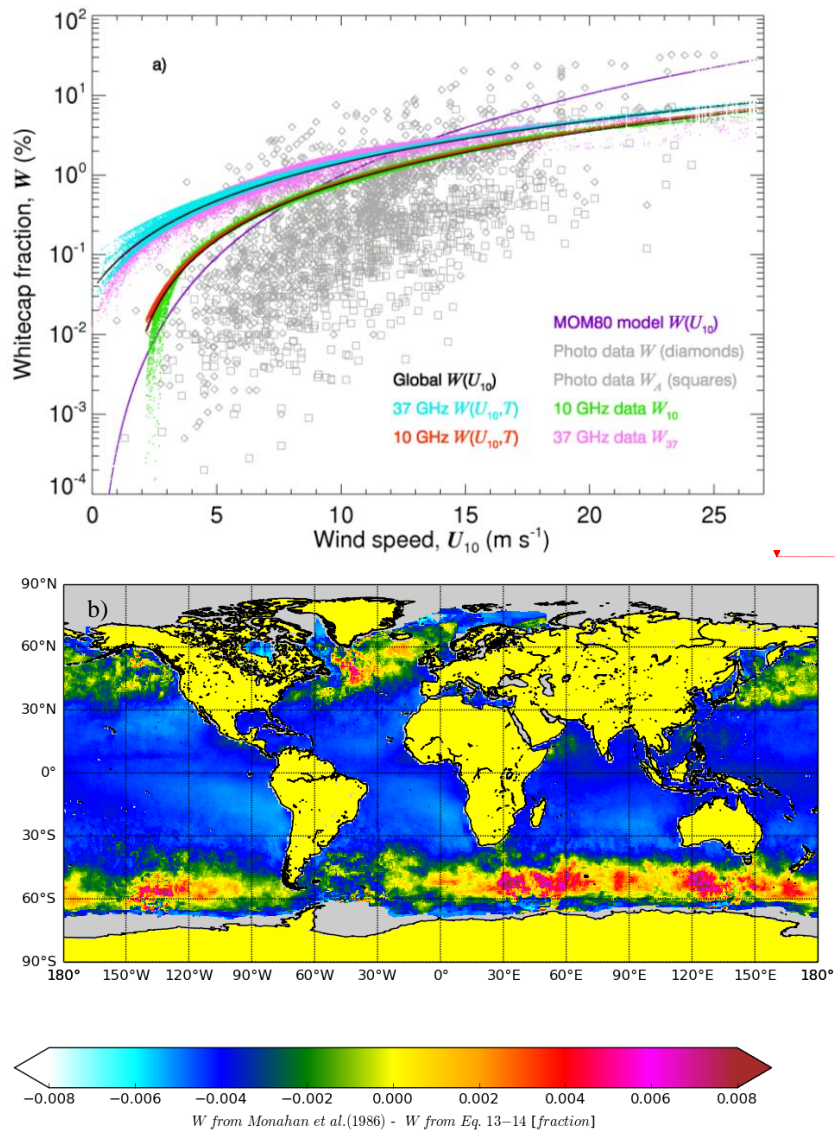 10²
10¹
10⁰
10⁻¹
10⁻²
10⁻³
10⁻⁴
Whitecap fraction, W (%)
a)
MOM80 model W(U₁₀)
Photo data W (diamonds)
Global W(U₁₀)
Photo data W_A (squares)
37 GHz W(U₁₀,T)
10 GHz data W₁₀
10 GHz W(U₁₀,T)
37 GHz data W₃₇
0 5 10 15 20 25
Wind speed, U₁₀ (m s⁻¹)
b)
90°N
60°N
30°N
0°
30°S
60°S
90°S
180° 150°W 120°W 90°W 60°W 30°W 0° 30°E 60°E 90°E 120°E 150°E 180°
−0.008 −0.006 −0.004 −0.002 0.000 0.002 0.004 0.006 0.008
W from Monahan et al.(1986) - W from Eq. 13−14 [fraction]